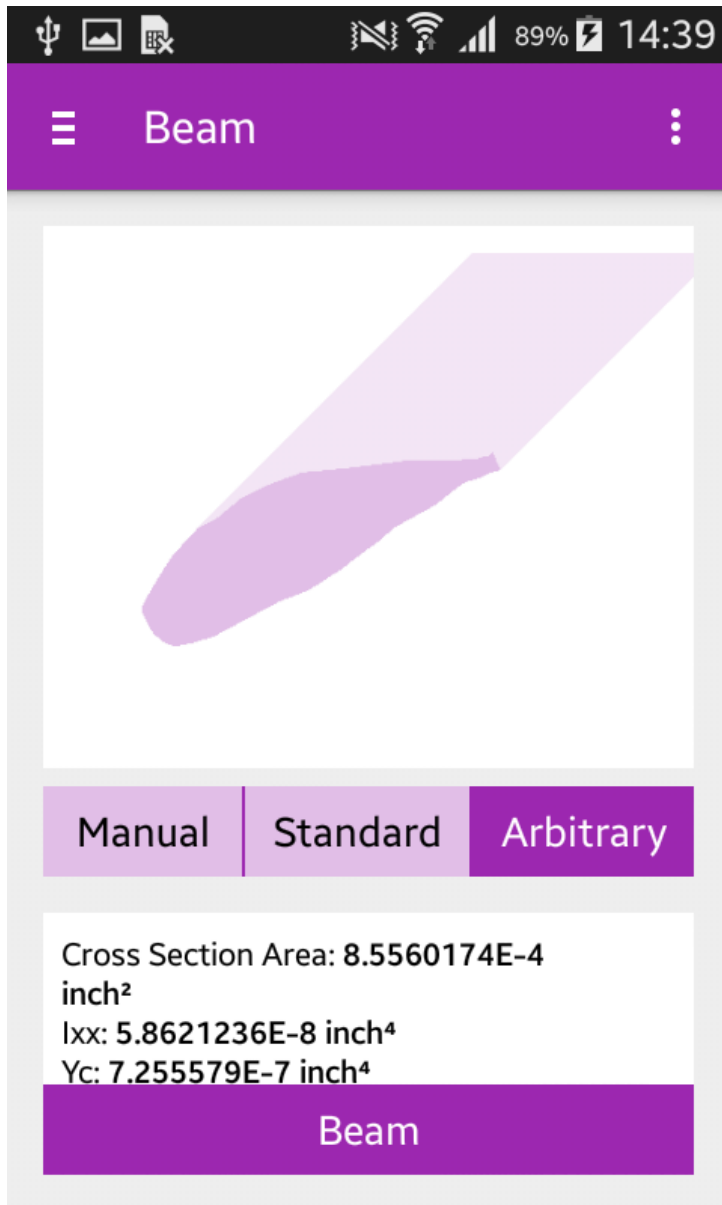 89% 14:39
Beam
Manual Standard Arbitrary
Cross Section Area: 8.5560174E-4
inch²
Ixx: 5.8621236E-8 inch⁴
Yc: 7.255579E-7 inch⁴
Beam